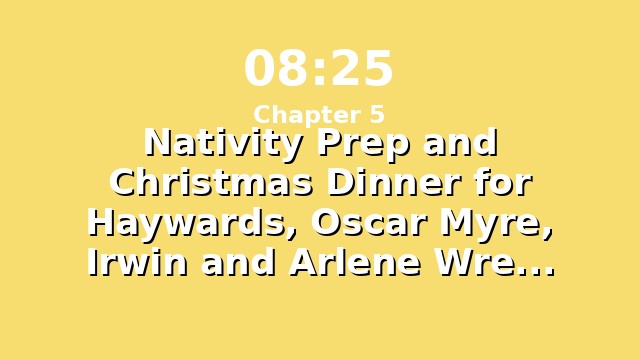 08:25
Chapter 5
Nativity Prep and
Christmas Dinner for
Haywards, Oscar Myre,
Irwin and Arlene Wre...